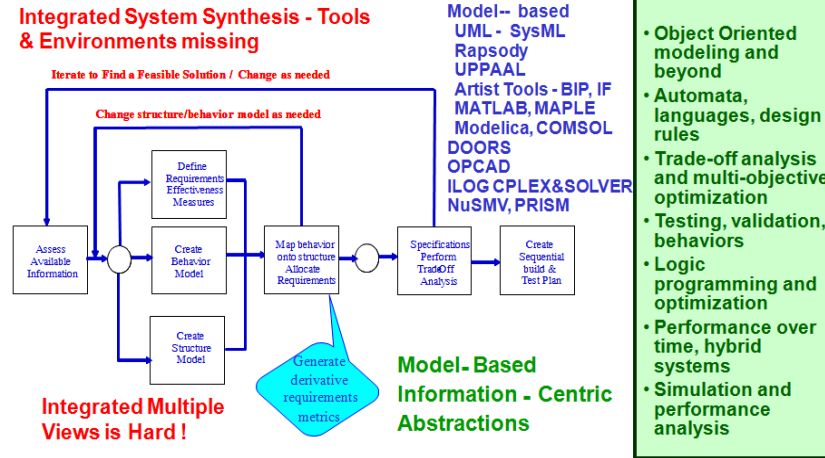 Integrated System Synthesis - Tools
& Environments missing
Iterate to Find a Feasible Solution / Change as needed
Change structure/behavior model as needed
Assess
Available
Information
Define
Requirements
Effectiveness
Measures
Create
Behavior
Model
Create
Structure
Model
Map behavior
onto structure
Allocate
Requirements
Specifications
Perform
Trade Off
Analysis
Create
Sequential
build &
Test Plan
Generate
derivative
requirements
metrics
Integrated Multiple
Views is Hard !
Model- Based
Information - Centric
Abstractions
Model-- based
UML - SysML
Rapsody
UPPAAL
Artist Tools - BIP, IF
MATLAB, MAPLE
Modelica, COMSOL
DOORS
OPCAD
ILOG CPLEX&SOLVER
NuSMV, PRISM
• Object Oriented
modeling and
beyond
• Automata,
languages, design
rules
• Trade-off analysis
and multi-objective
optimization
• Testing, validation,
behaviors
• Logic
programming and
optimization
• Performance over
time, hybrid
systems
• Simulation and
performance
analysis